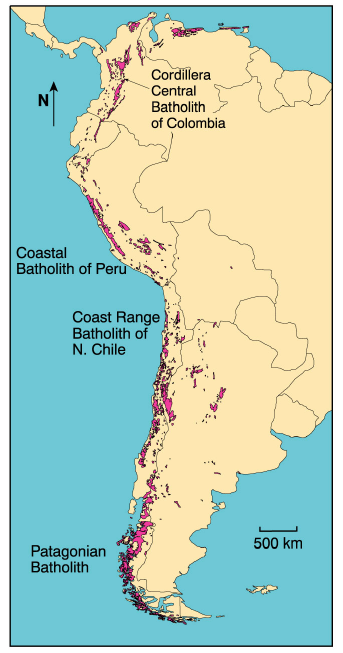 Cordillera
Central
Batholith
of Colombia
N
Coastal
Batholith of Peru
Coast Range
Batholith of
N. Chile
500 km
Patagonian
Batholith